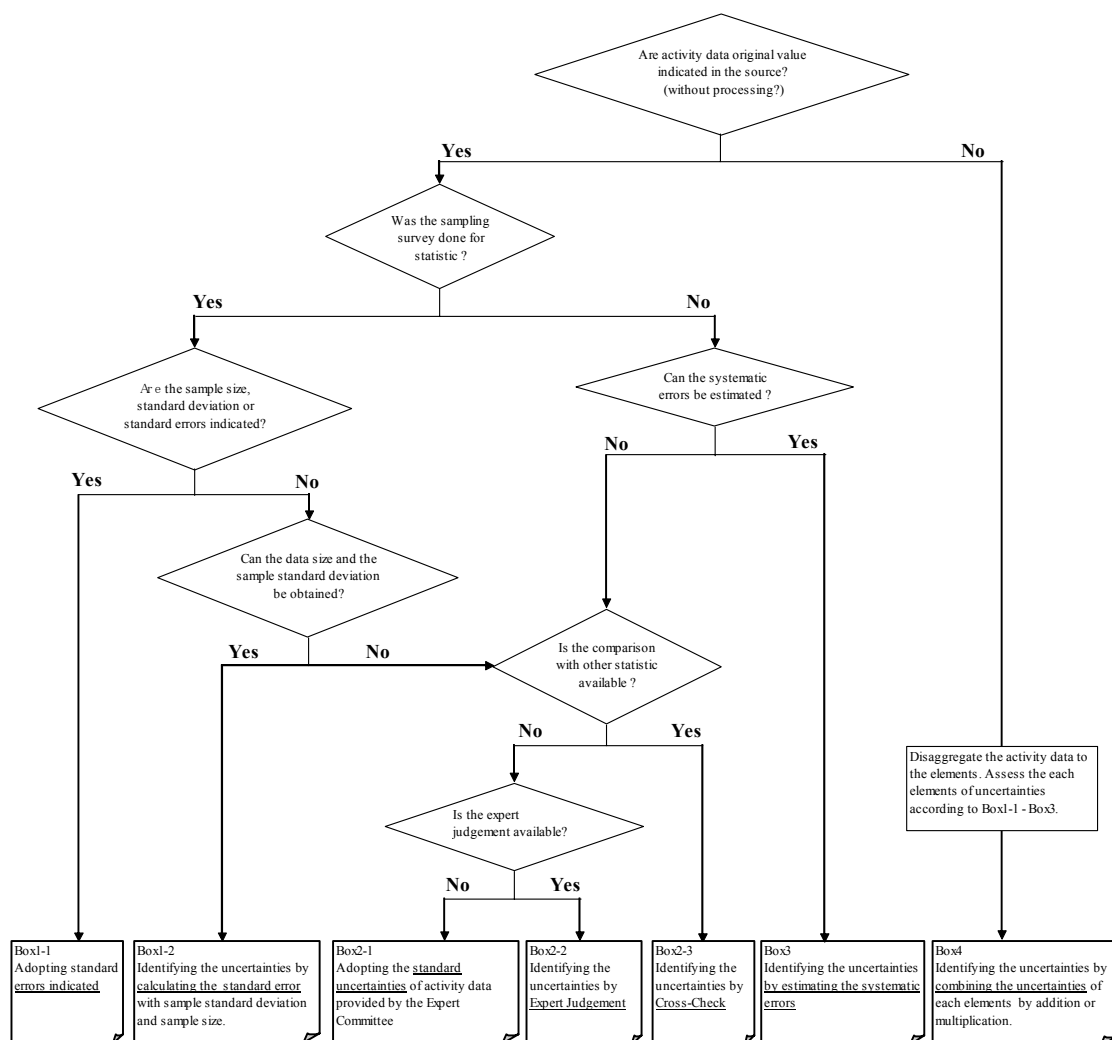 Are activity data original value
indicated in the source?
(without processing?)
Yes
No
Was the sampling
survey done for
statistic ?
Yes
No
Are the sample size,
standard deviation or
standard errors indicated?
Can the systematic
errors be estimated ?
No
Yes
Yes
No
Can the data size and the
sample standard deviation
be obtained?
Yes
No
Is the comparison
with other statistic
available ?
No
Yes
Disaggregate the activity data to
the elements. Assess the each
elements of uncertainties
according to Box1-1 - Box3.
Is the expert
judgement available?
No
Yes
Box1-1
Adopting standard
errors indicated
Box1-2
Identifying the uncertainties by
calculating the standard error
with sample standard deviation
and sample size.
Box2-1
Adopting the standard
uncertainties of activity data
provided by the Expert
Committee
Box2-2
Identifying the
uncertainties by
Expert Judgement
Box2-3
Identifying the
uncertainties by
Cross-Check
Box3
Identifying the uncertainties
by estimating the systematic
errors
Box4
Identifying the uncertainties by
combining the uncertainties of
each elements by addition or
multiplication.